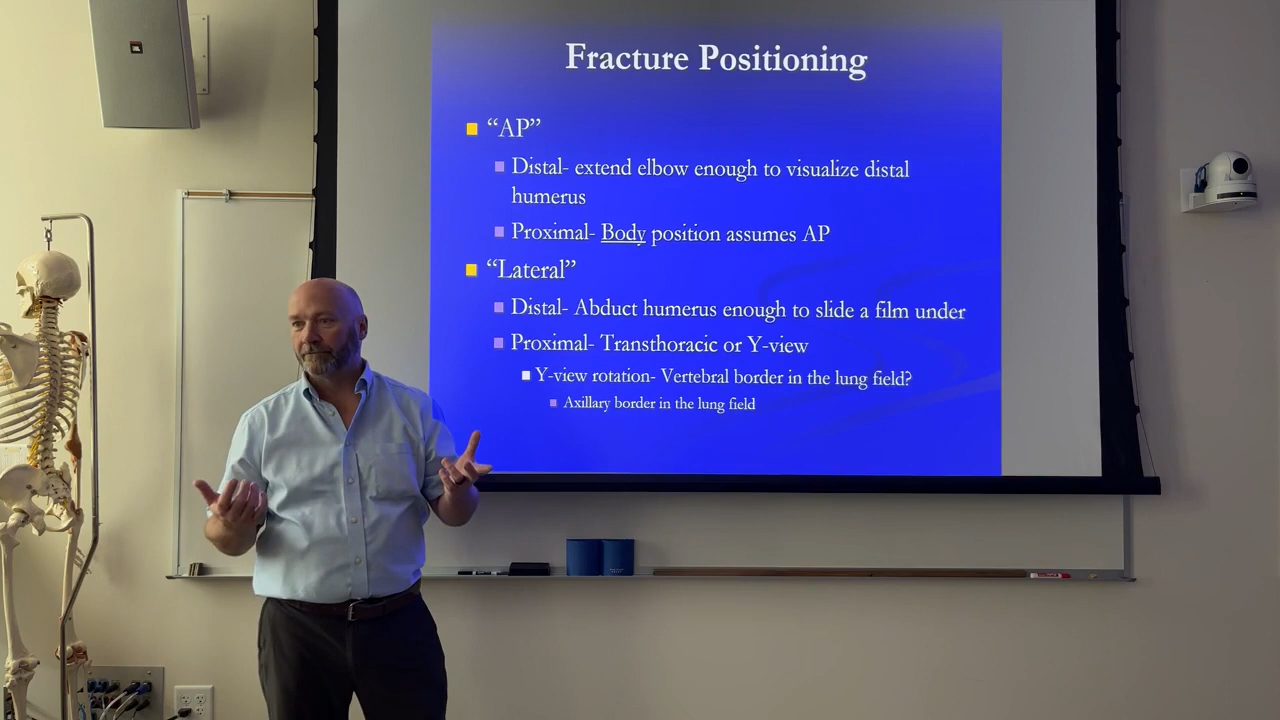 Fracture Positioning
“AP”
Distal- extend elbow enough to visualize distal
humerus
Proximal- Body position assumes AP
“Lateral”
Distal- Abduct humerus enough to slide a film under
Proximal- Transthoracic or Y-view
Y-view rotation- Vertebral border in the lung field?
Axillary border in the lung field